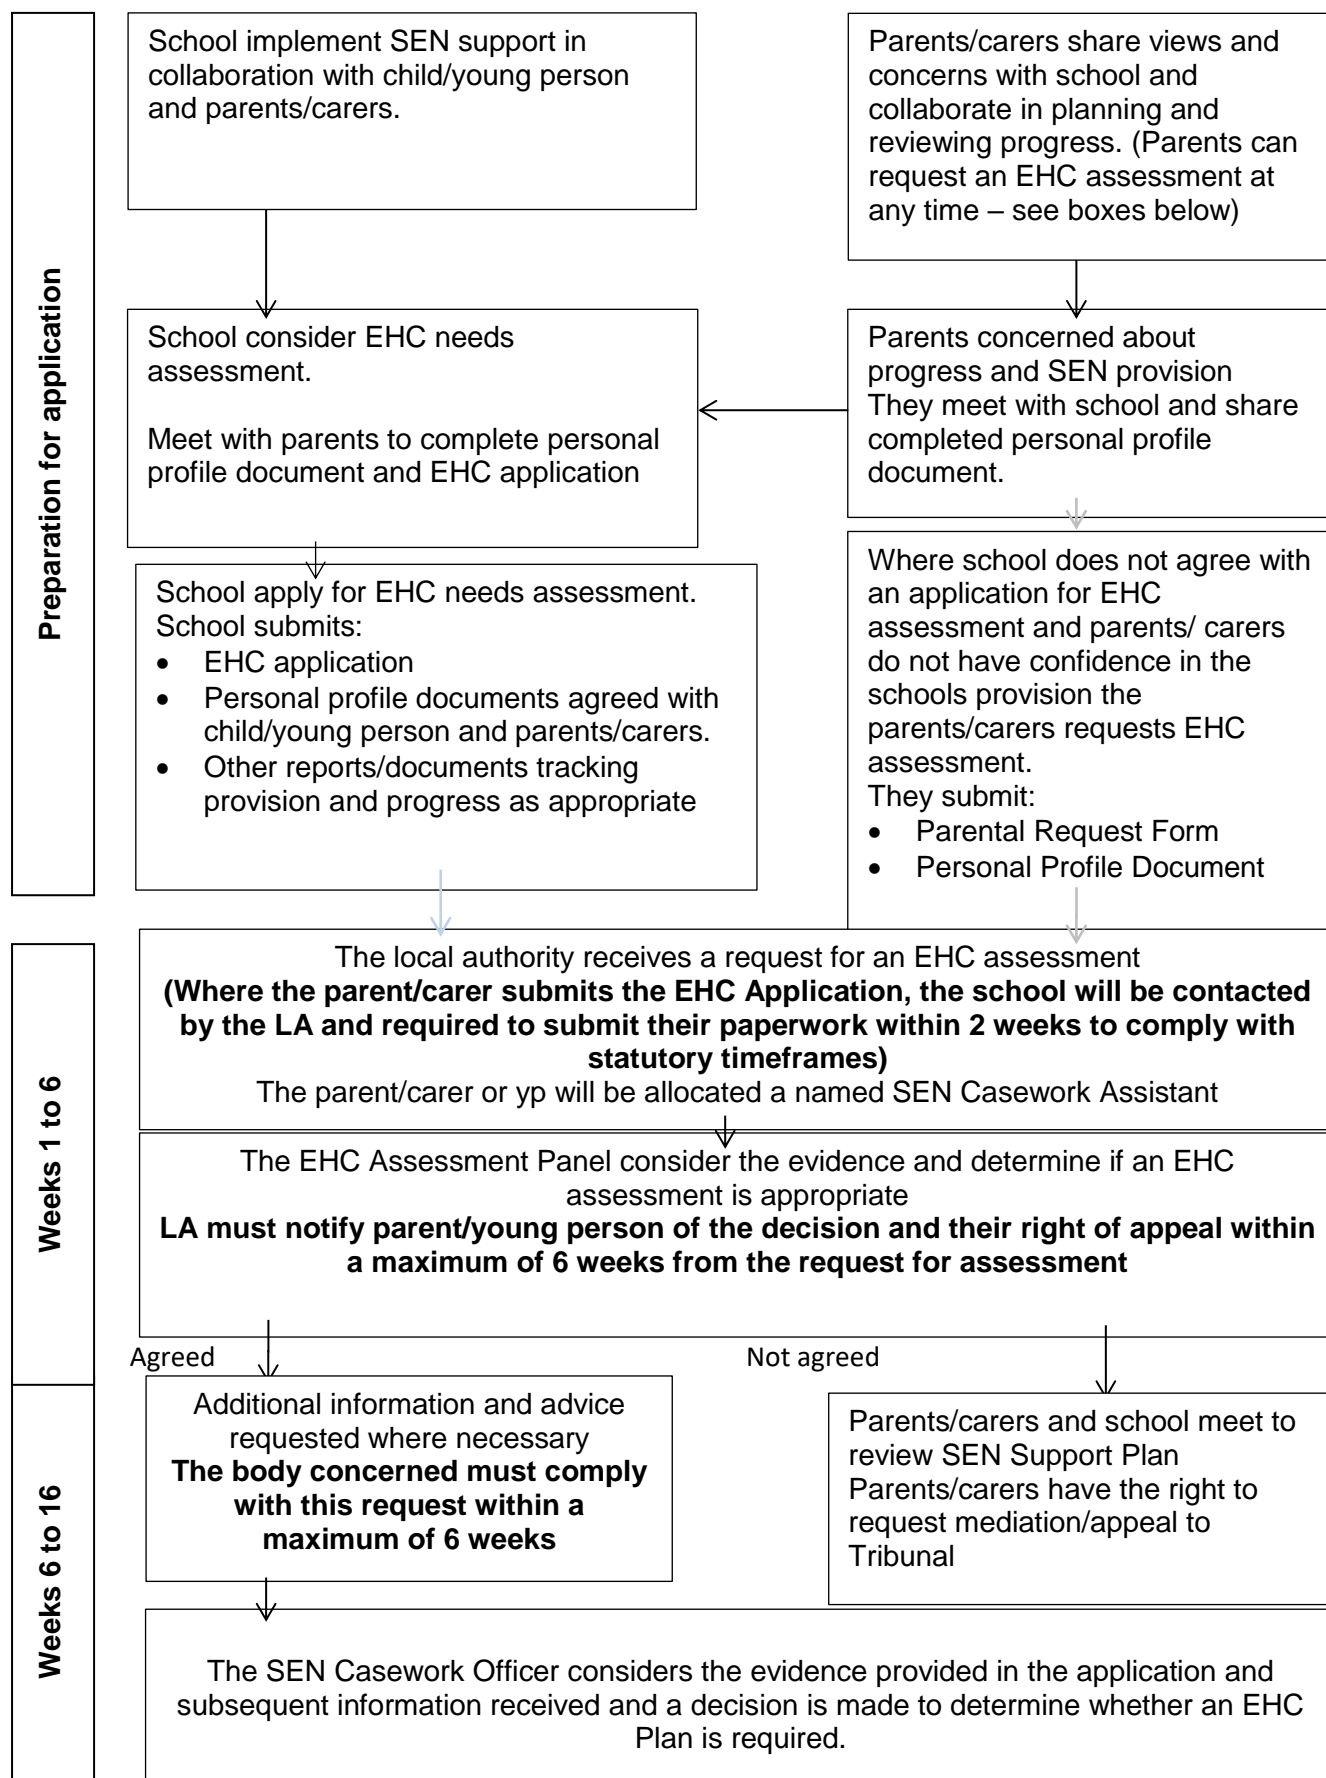 Preparation for application
School implement SEN support in
collaboration with child/young person
and parents/carers.
Parents/carers share views and
concerns with school and
collaborate in planning and
reviewing progress. (Parents can
request an EHC assessment at
any time – see boxes below)
School consider EHC needs
assessment.
Meet with parents to complete personal
profile document and EHC application
Parents concerned about
progress and SEN provision
They meet with school and share
completed personal profile
document.
School apply for EHC needs assessment.
School submits:
• EHC application
• Personal profile documents agreed with
child/young person and parents/carers.
• Other reports/documents tracking
provision and progress as appropriate
Where school does not agree with
an application for EHC
assessment and parents/ carers
do not have confidence in the
schools provision the
parents/carers requests EHC
assessment.
They submit:
• Parental Request Form
• Personal Profile Document
Weeks 1 to 6
The local authority receives a request for an EHC assessment
(Where the parent/carer submits the EHC Application, the school will be contacted
by the LA and required to submit their paperwork within 2 weeks to comply with
statutory timeframes)
The parent/carer or yp will be allocated a named SEN Casework Assistant
The EHC Assessment Panel consider the evidence and determine if an EHC
assessment is appropriate
LA must notify parent/young person of the decision and their right of appeal within
a maximum of 6 weeks from the request for assessment
Agreed
Not agreed
Weeks 6 to 16
Additional information and advice
requested where necessary
The body concerned must comply
with this request within a
maximum of 6 weeks
Parents/carers and school meet to
review SEN Support Plan
Parents/carers have the right to
request mediation/appeal to
Tribunal
The SEN Casework Officer considers the evidence provided in the application and
subsequent information received and a decision is made to determine whether an EHC
Plan is required.